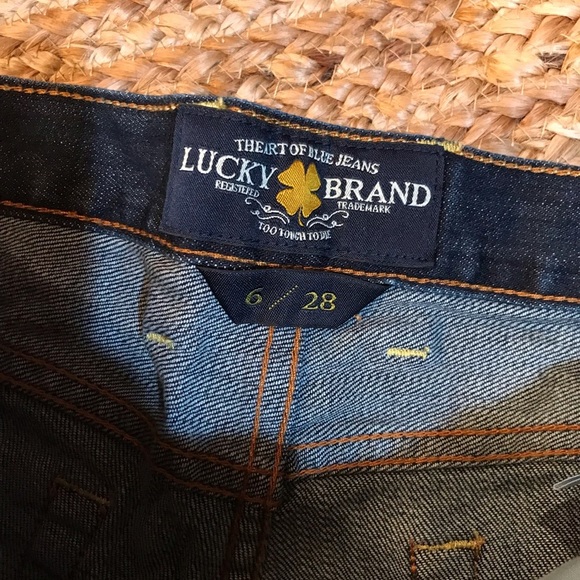 THE ART OF BLUE JEANS
LUCKY BRAND
REGISTERED TRADEMARK
TOO TOUGH TO DIE
6 / 28